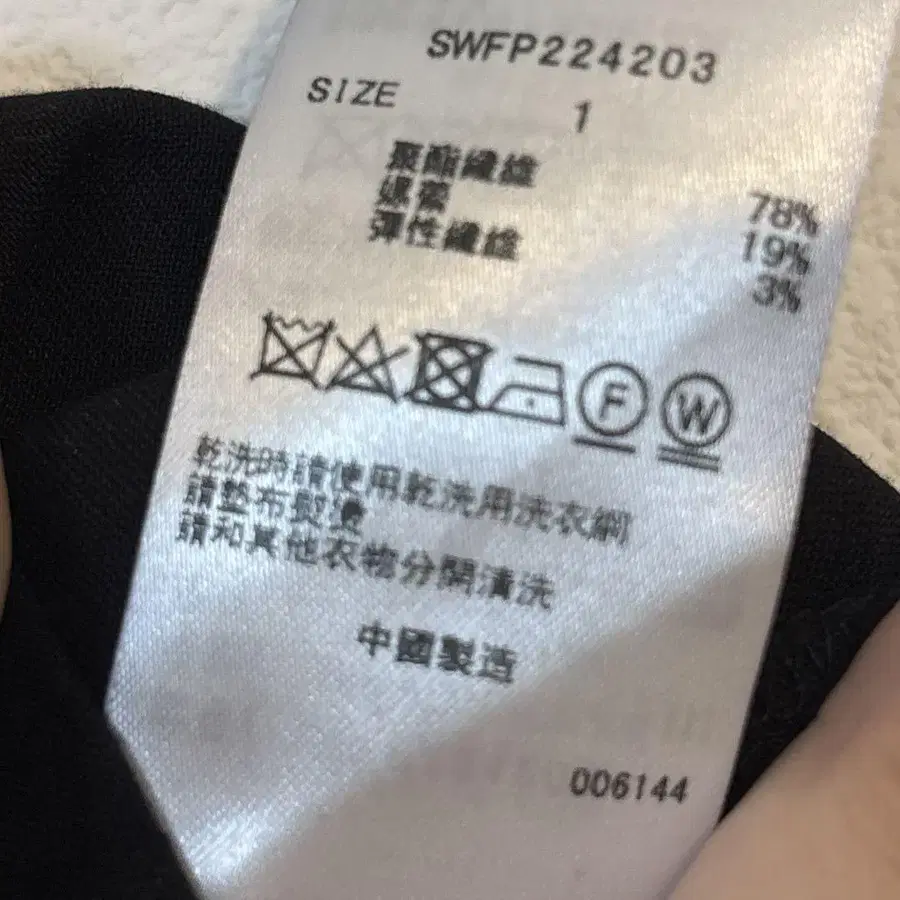 SWFP224203
SIZE
1
聚酯纖維 78%
嫘縈 19%
彈性纖維 3%
F
W
乾洗時請使用乾洗用洗衣網
請墊布熨燙
請和其他衣物分開清洗
中國製造
006144